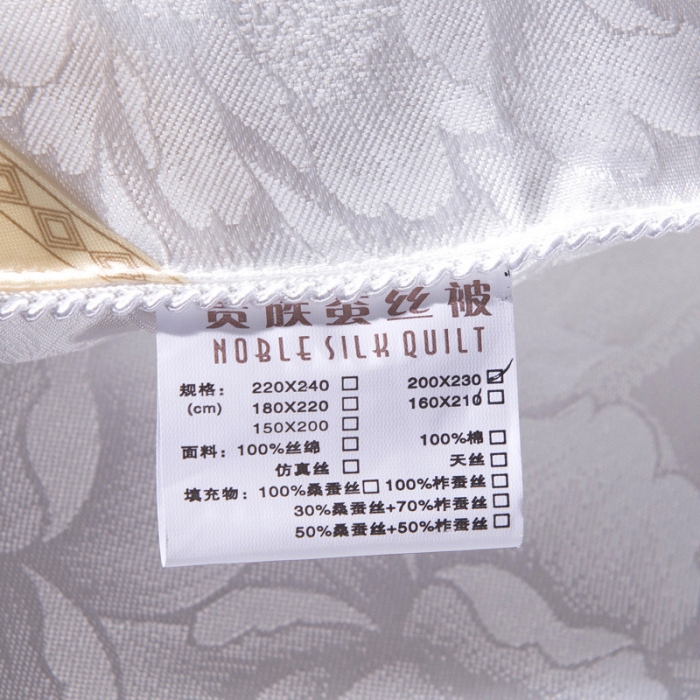 贵族蚕丝被
NOBLE SILK QUILT
规格: 220X240 □ 200X230 ☑
(cm) 180X220 □ 160X210 □
150X200 □
面料: 100%丝绵 □ 100%棉 □
仿真丝 □ 天丝 □
填充物: 100%桑蚕丝□ 100%柞蚕丝 □
30%桑蚕丝+70%柞蚕丝 □
50%桑蚕丝+50%柞蚕丝 □